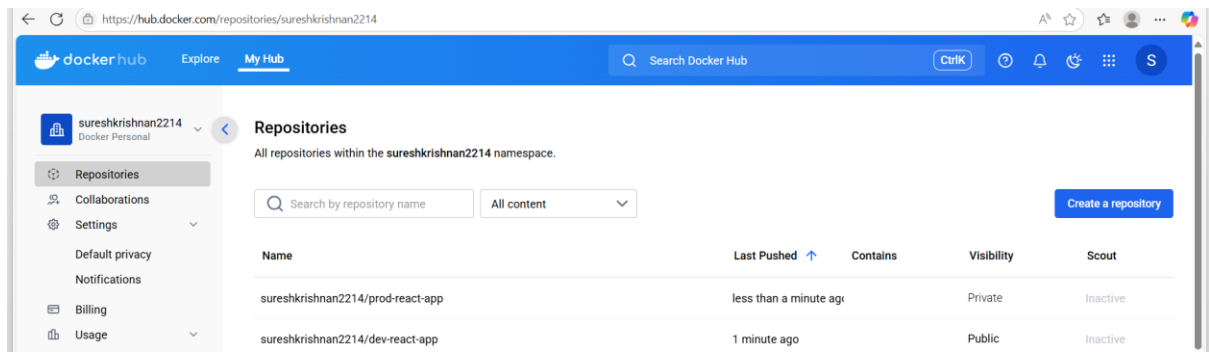 https://hub.docker.com/repositories/sureshkrishnan2214
dockerhub Explore My Hub Search Docker Hub CtrlK S
sureshkrishnan2214
Docker Personal
Repositories
Collaborations
Settings
Default privacy
Notifications
Billing
Usage
Repositories
All repositories within the sureshkrishnan2214 namespace.
Search by repository name All content Create a repository
Name Last Pushed Contains Visibility Scout
sureshkrishnan2214/prod-react-app less than a minute ago Private Inactive
sureshkrishnan2214/dev-react-app 1 minute ago Public Inactive